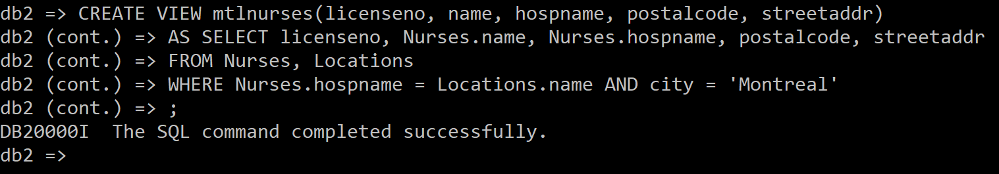 db2 => CREATE VIEW mtlnurses(licenseno, name, hospname, postalcode, streetaddr)
db2 (cont.) => AS SELECT licenseno, Nurses.name, Nurses.hospname, postalcode, streetaddr
db2 (cont.) => FROM Nurses, Locations
db2 (cont.) => WHERE Nurses.hospname = Locations.name AND city = 'Montreal'
db2 (cont.) => ;
DB20000I  The SQL command completed successfully.
db2 =>